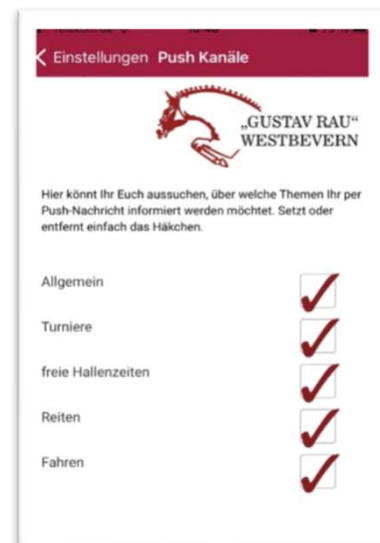 Einstellungen Push Kanäle
„GUSTAV RAU“
WESTBEVERN
Hier könnt Ihr Euch aussuchen, über welche Themen Ihr per
Push-Nachricht informiert werden möchtet. Setzt oder
entfernt einfach das Häkchen.
Allgemein
Turniere
freie Hallenzeiten
Reiten
Fahren